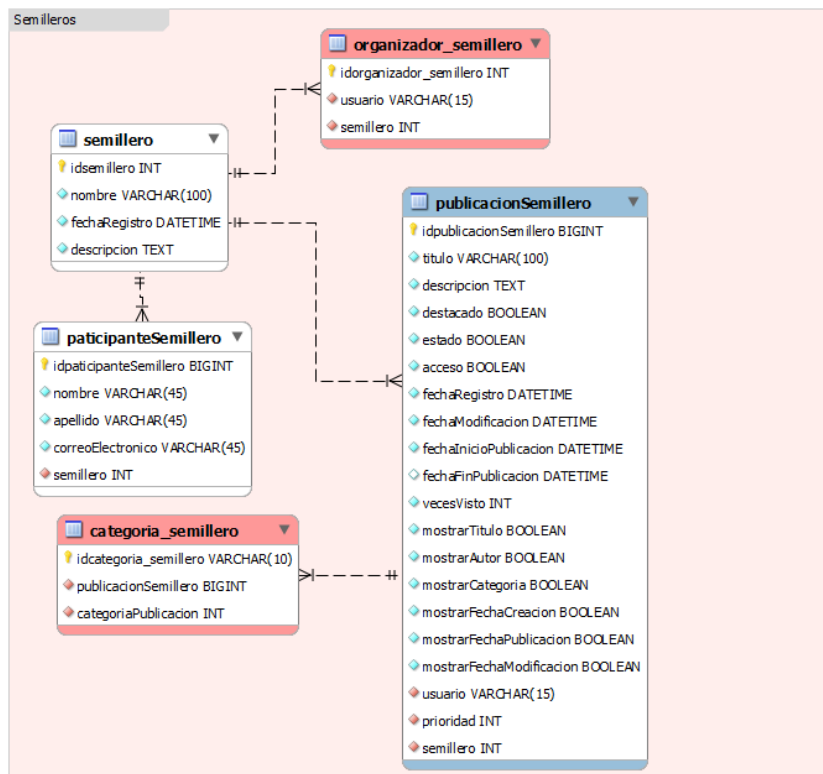 Semilleros
organizador_semillero
idorganizador_semillero INT
usuario VARCHAR(15)
semillero INT
semillero
idsemillero INT
nombre VARCHAR(100)
fechaRegistro DATETIME
descripcion TEXT
publicacionSemillero
idpublicacionSemillero BIGINT
titulo VARCHAR(100)
descripcion TEXT
destacado BOOLEAN
estado BOOLEAN
acceso BOOLEAN
fechaRegistro DATETIME
fechaModificacion DATETIME
fechaInicioPublicacion DATETIME
fechaFinPublicacion DATETIME
vecesVisto INT
mostrarTitulo BOOLEAN
mostrarAutor BOOLEAN
mostrarCategoria BOOLEAN
mostrarFechaCreacion BOOLEAN
mostrarFechaPublicacion BOOLEAN
mostrarFechaModificacion BOOLEAN
usuario VARCHAR(15)
prioridad INT
semillero INT
paticipanteSemillero
idpaticipanteSemillero BIGINT
nombre VARCHAR(45)
apellido VARCHAR(45)
correoElectronico VARCHAR(45)
semillero INT
categoria_semillero
idcategoria_semillero VARCHAR(10)
publicacionSemillero BIGINT
categoriaPublicacion INT